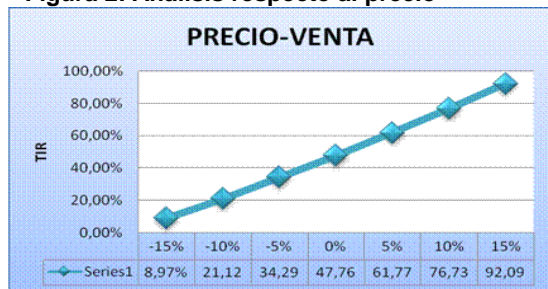 Figura 2. Análisis respecto al precio
PRECIO-VENTA
100,00%
80,00%
60,00%
40,00%
20,00%
0,00%
TIR
-15% -10% -5% 0% 5% 10% 15%
Series1 8,97% 21,12 34,29 47,76 61,77 76,73 92,09